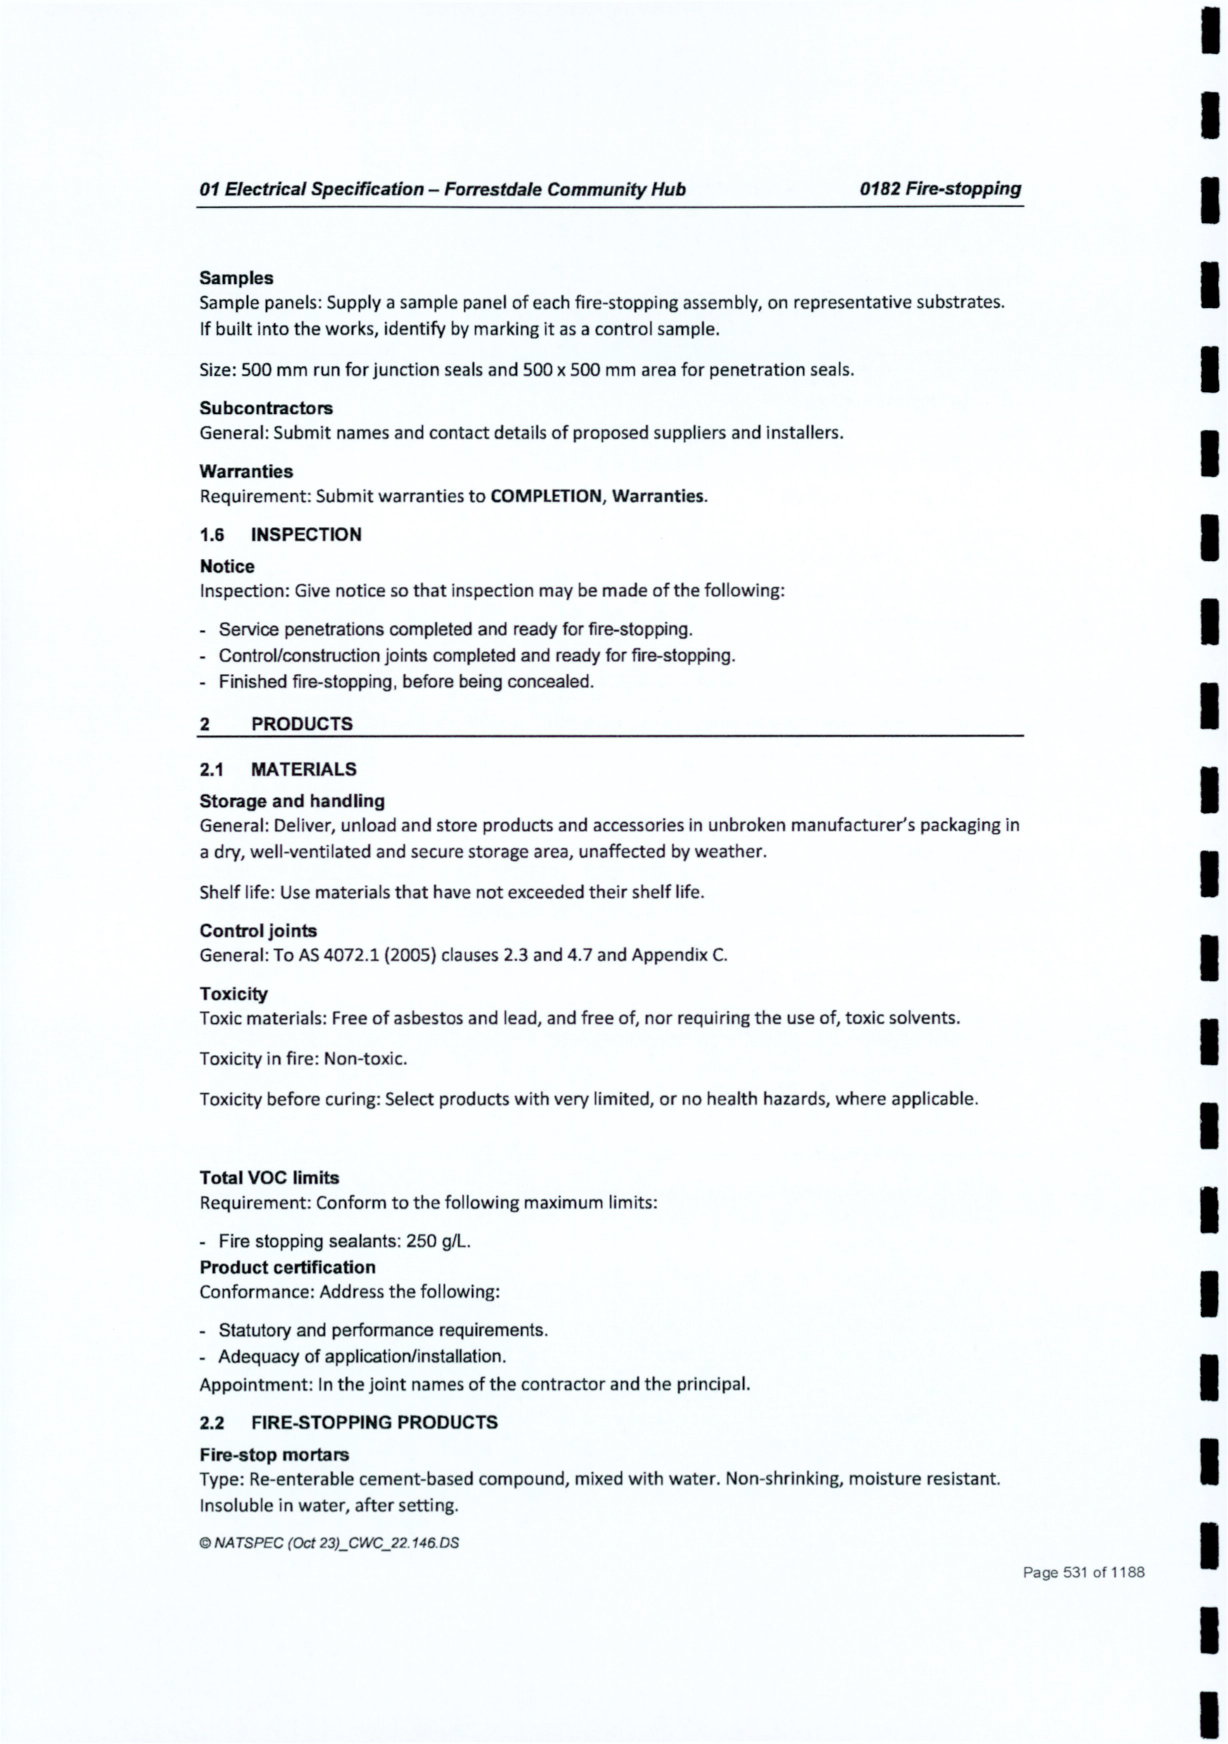 01 Electrical Specification – Forrestdale Community Hub 0182 Fire-stopping
Samples
Sample panels: Supply a sample panel of each fire-stopping assembly, on representative substrates.
If built into the works, identify by marking it as a control sample.
Size: 500 mm run for junction seals and 500 x 500 mm area for penetration seals.
Subcontractors
General: Submit names and contact details of proposed suppliers and installers.
Warranties
Requirement: Submit warranties to COMPLETION, Warranties.
1.6 INSPECTION
Notice
Inspection: Give notice so that inspection may be made of the following:
- Service penetrations completed and ready for fire-stopping.
- Control/construction joints completed and ready for fire-stopping.
- Finished fire-stopping, before being concealed.
2 PRODUCTS
2.1 MATERIALS
Storage and handling
General: Deliver, unload and store products and accessories in unbroken manufacturer's packaging in
a dry, well-ventilated and secure storage area, unaffected by weather.
Shelf life: Use materials that have not exceeded their shelf life.
Control joints
General: To AS 4072.1 (2005) clauses 2.3 and 4.7 and Appendix C.
Toxicity
Toxic materials: Free of asbestos and lead, and free of, nor requiring the use of, toxic solvents.
Toxicity in fire: Non-toxic.
Toxicity before curing: Select products with very limited, or no health hazards, where applicable.
Total VOC limits
Requirement: Conform to the following maximum limits:
- Fire stopping sealants: 250 g/L.
Product certification
Conformance: Address the following:
- Statutory and performance requirements.
- Adequacy of application/installation.
Appointment: In the joint names of the contractor and the principal.
2.2 FIRE-STOPPING PRODUCTS
Fire-stop mortars
Type: Re-enterable cement-based compound, mixed with water. Non-shrinking, moisture resistant.
Insoluble in water, after setting.
© NATSPEC (Oct 23)_CWC_22.146.DS
Page 531 of 1188